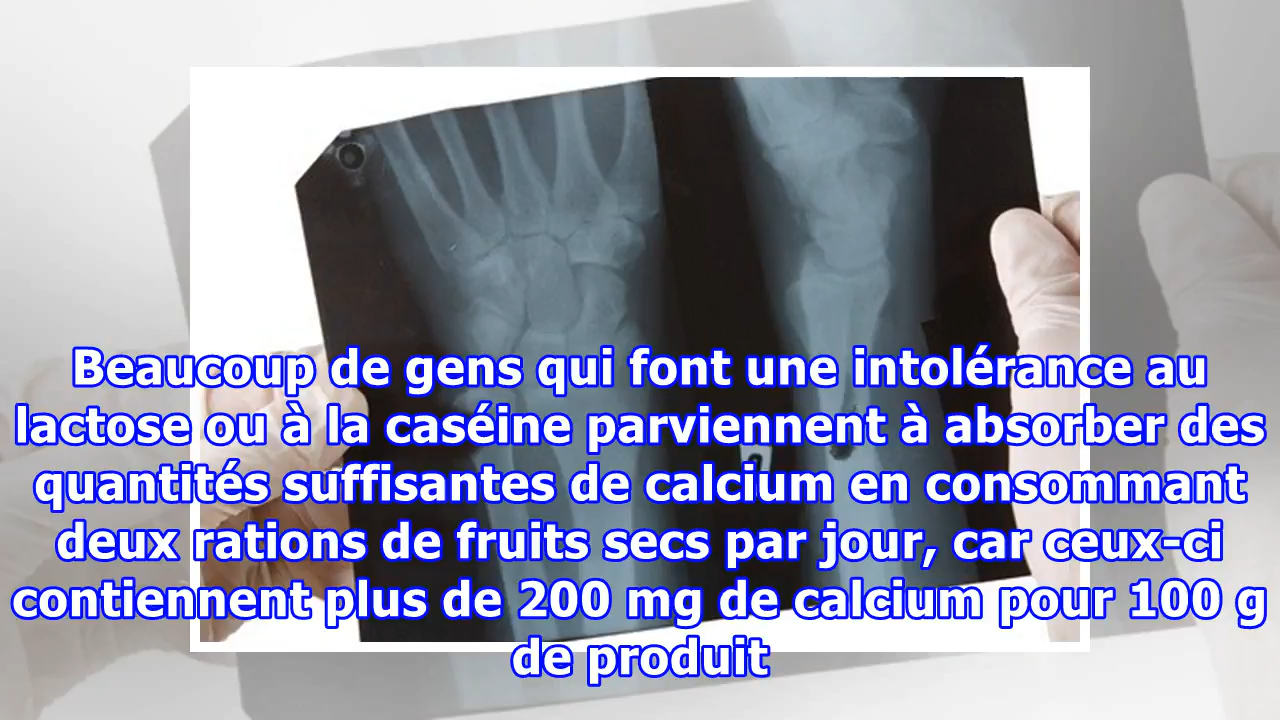 Beaucoup de gens qui font une intolérance au
lactose ou à la caséine parviennent à absorber des
quantités suffisantes de calcium en consommant
deux rations de fruits secs par jour, car ceux-ci
contiennent plus de 200 mg de calcium pour 100 g
de produit